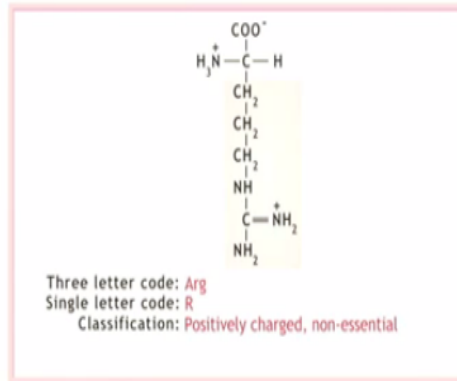 COO⁻
H₃N⁺—C—H
CH₂
CH₂
CH₂
NH
C=NH₂⁺
NH₂
Three letter code: Arg
Single letter code: R
Classification: Positively charged, non-essential